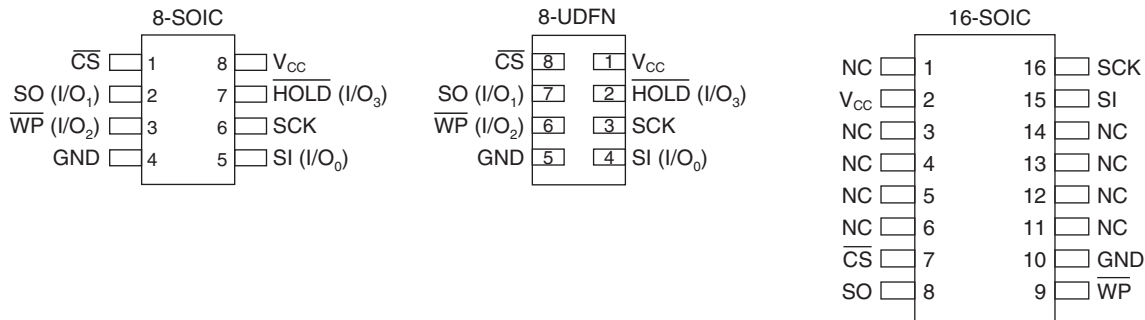 8-SOIC
CS 1 8 VCC
SO (I/O1) 2 7 HOLD (I/O3)
WP (I/O2) 3 6 SCK
GND 4 5 SI (I/O0)
8-UDFN
CS 8 1 VCC
SO (I/O1) 7 2 HOLD (I/O3)
WP (I/O2) 6 3 SCK
GND 5 4 SI (I/O0)
16-SOIC
NC 1 16 SCK
VCC 2 15 SI
NC 3 14 NC
NC 4 13 NC
NC 5 12 NC
NC 6 11 NC
CS 7 10 GND
SO 8 9 WP